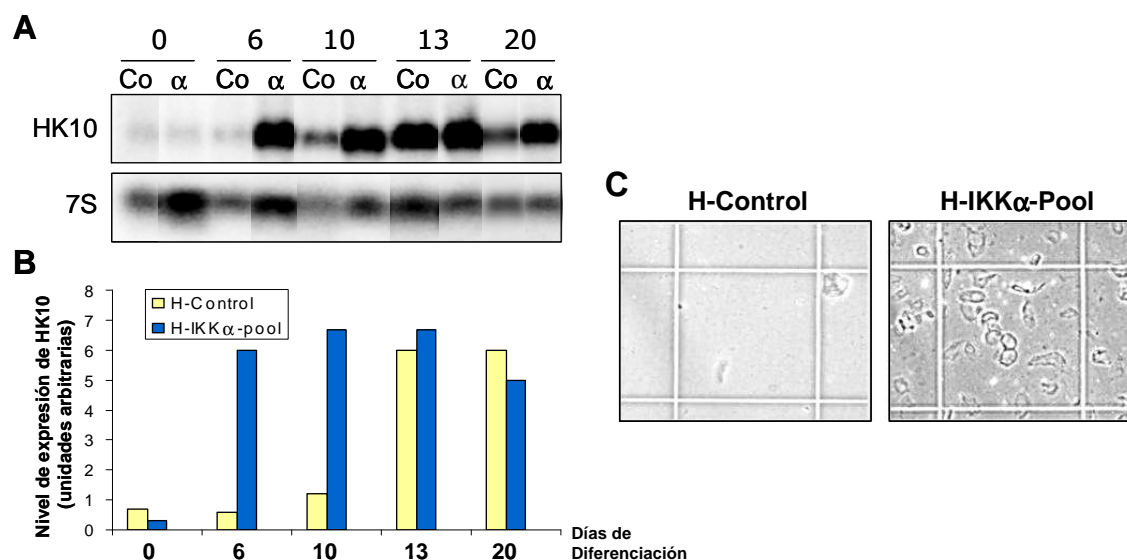 A
0 6 10 13 20
Co α Co α Co α Co α Co α
HK10
7S
B
Nivel de expresión de HK10
(unidades arbitrarias)
8
7
6
5
4
3
2
1
0
H-Control
H-IKKα-pool
0 6 10 13 20
Días de
Diferenciación
C
H-Control H-IKKα-Pool